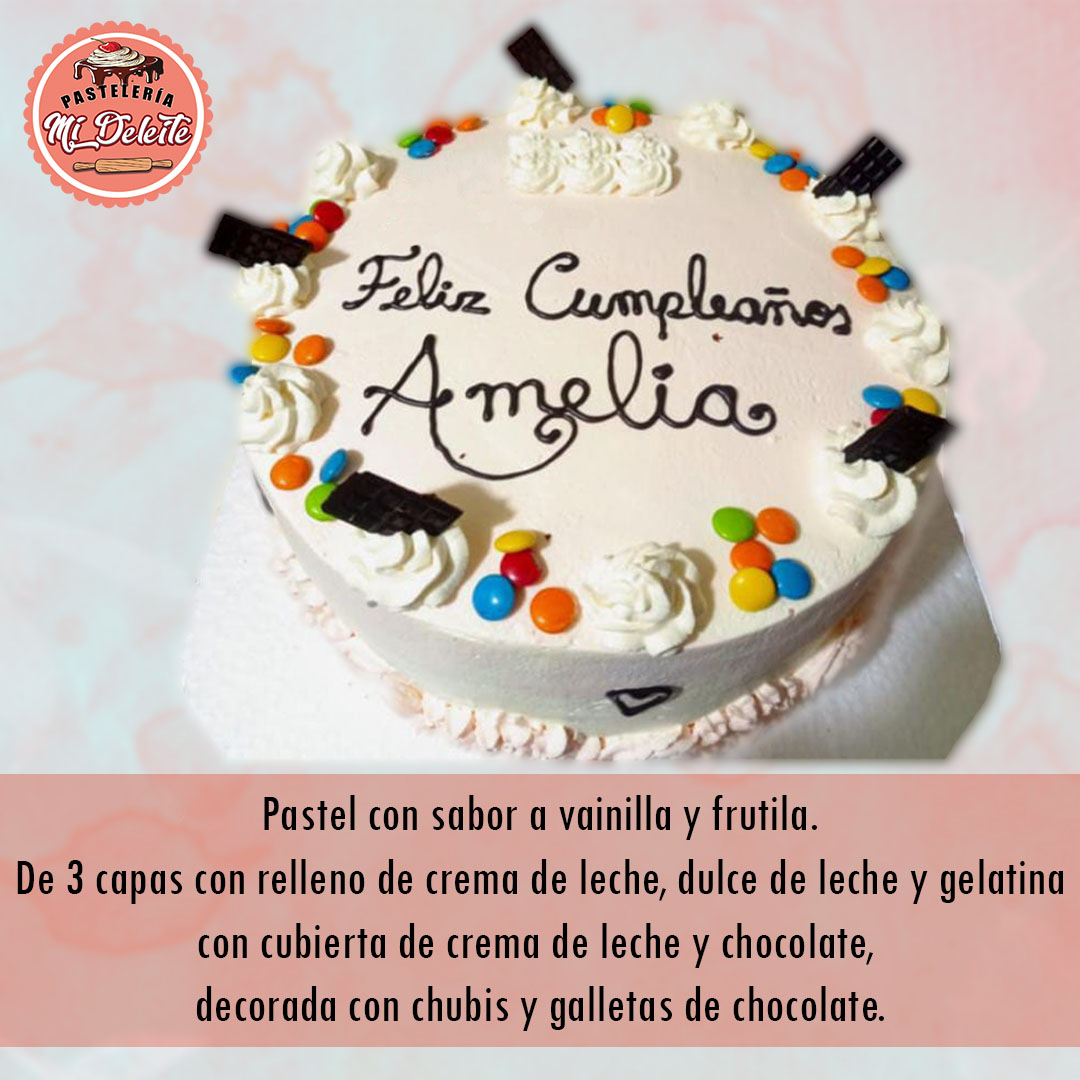 PASTELERÍA
Mi Deleite
Feliz Cumpleaños
Amelia
Pastel con sabor a vainilla y frutila.
De 3 capas con relleno de crema de leche, dulce de leche y gelatina
con cubierta de crema de leche y chocolate,
decorada con chubis y galletas de chocolate.